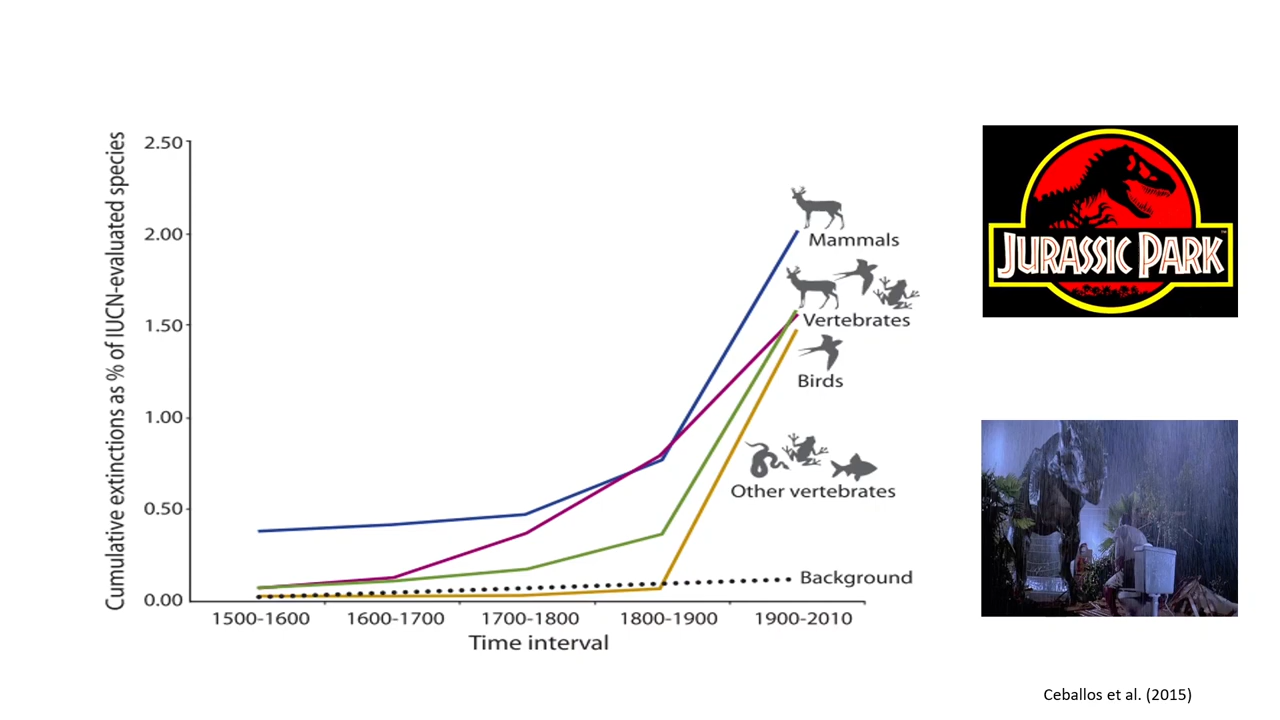 Cumulative extinctions as % of IUCN-evaluated species
2.50
2.00
1.50
1.00
0.50
0.00
Mammals
Vertebrates
Birds
Other vertebrates
Background
1500-1600 1600-1700 1700-1800 1800-1900 1900-2010
Time interval
JURASSIC PARK
TM
Ceballos et al. (2015)